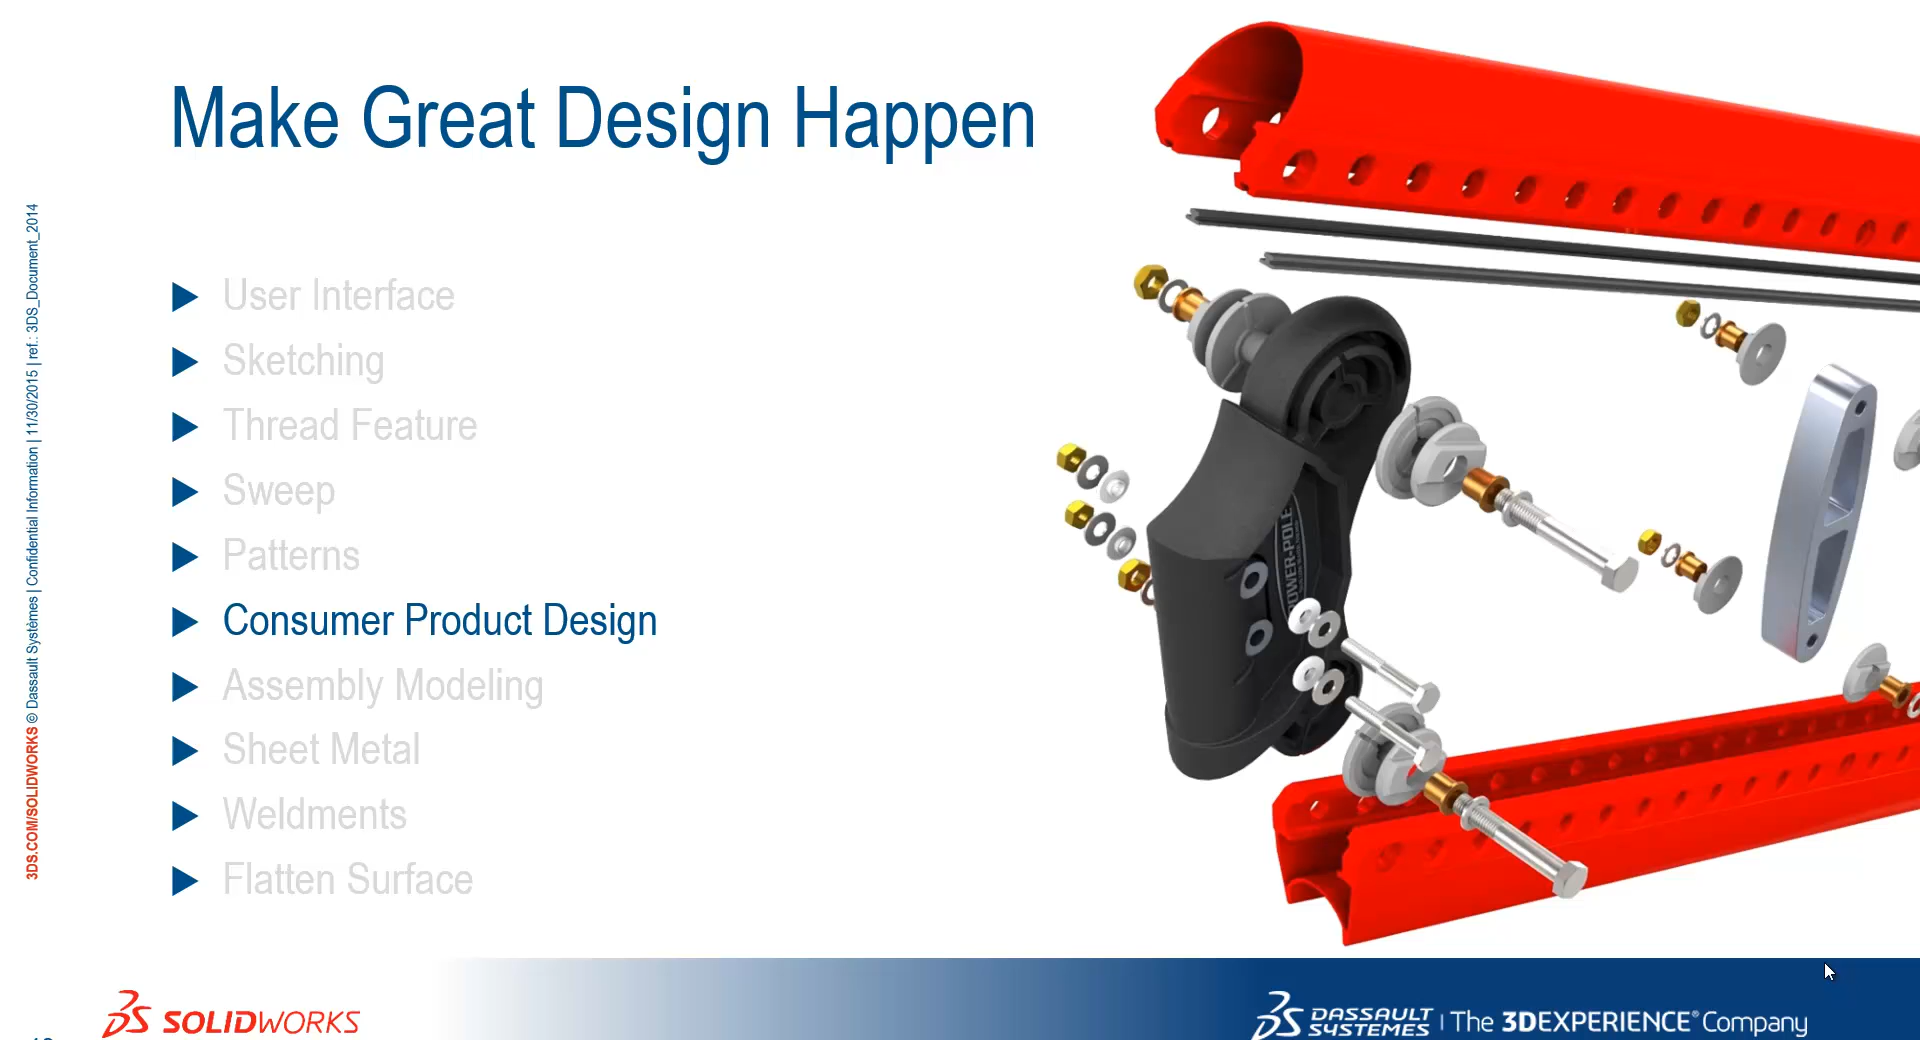 Make Great Design Happen
3DS.COM/SOLIDWORKS © Dassault Systèmes | Confidential Information | 11/30/2015 | ref.: 3DS_Document_2014
User Interface
Sketching
Thread Feature
Sweep
Patterns
Consumer Product Design
Assembly Modeling
Sheet Metal
Weldments
Flatten Surface
POWER-POLE
SOLIDWORKS
DASSAULT SYSTEMES | The 3DEXPERIENCE® Company